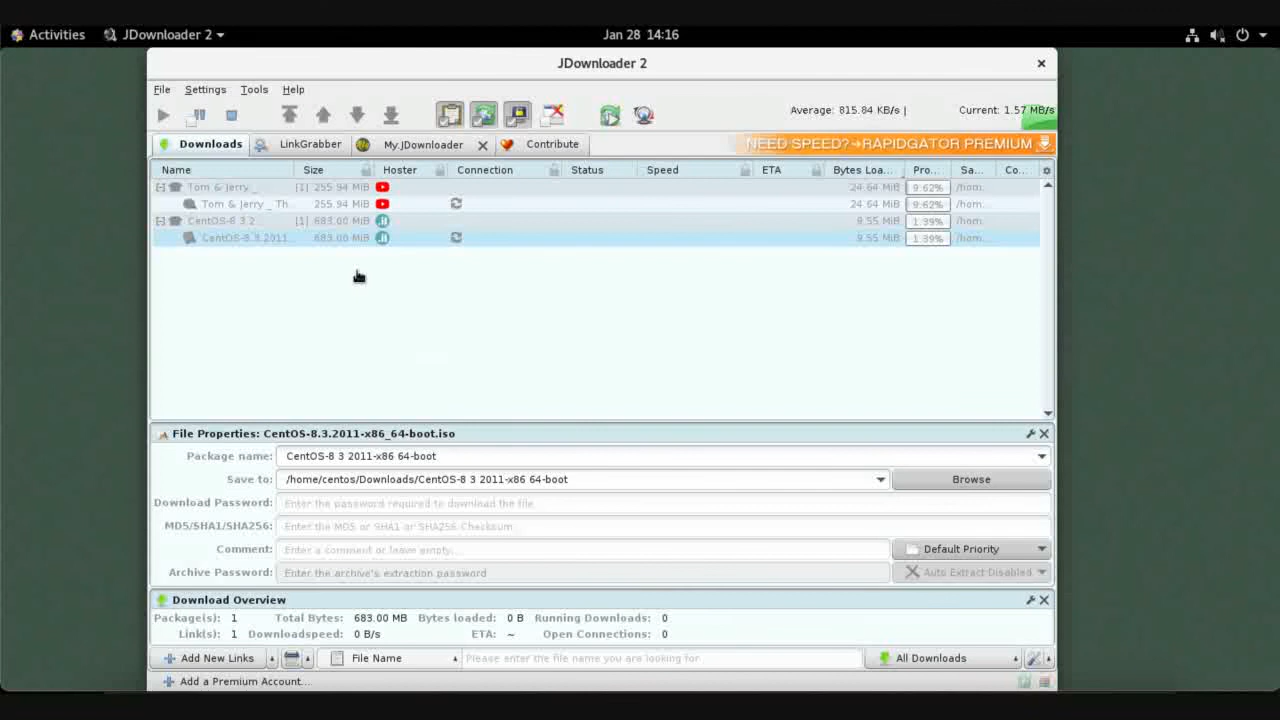 Activities JDownloader 2 Jan 28 14:16
JDownloader 2
File Settings Tools Help
Average: 815.84 KB/s | Current: 1.57 MB/s
Downloads LinkGrabber My.JDownloader Contribute NEED SPEED? → RAPIDGATOR PREMIUM
Name Size Hoster Connection Status Speed ETA Bytes Loa... Pro... Sa... Co...
Tom & Jerry _ [1] 255.94 MiB 24.64 MiB 9.62% /hom...
Tom & Jerry _ Th... 255.94 MiB 24.64 MiB 9.62% /hom...
CentOS-8 3 2... [1] 683.00 MiB 9.55 MiB 1.39% /hom...
CentOS-8.3.2011... 683.00 MiB 9.55 MiB 1.39% /hom...
File Properties: CentOS-8.3.2011-x86_64-boot.iso
Package name: CentOS-8 3 2011-x86 64-boot
Save to: /home/centos/Downloads/CentOS-8 3 2011-x86 64-boot Browse
Download Password: Enter the password required to download the file.
MD5/SHA1/SHA256: Enter the MD5 or SHA1 or SHA256 Checksum...
Comment: Enter a comment or leave empty... Default Priority
Archive Password: Enter the archive's extraction password Auto Extract Disabled
Download Overview
Package(s): 1 Total Bytes: 683.00 MB Bytes loaded: 0 B Running Downloads: 0
Link(s): 1 Downloadspeed: 0 B/s ETA: ~ Open Connections: 0
Add New Links File Name Please enter the file name you are looking for All Downloads
Add a Premium Account...